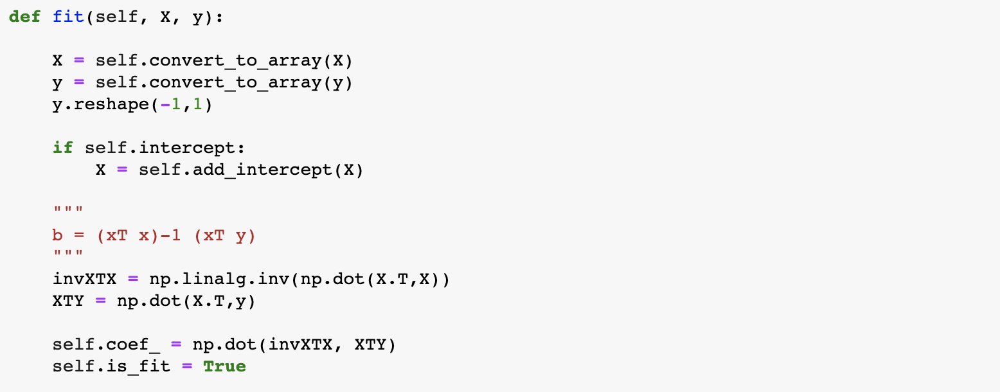 def fit(self, X, y):
    X = self.convert_to_array(X)
    y = self.convert_to_array(y)
    y.reshape(-1,1)
    if self.intercept:
        X = self.add_intercept(X)
    """
    b = (xT x)-1 (xT y)
    """
    invXTX = np.linalg.inv(np.dot(X.T,X))
    XTY = np.dot(X.T,y)
    self.coef_ = np.dot(invXTX, XTY)
    self.is_fit = True